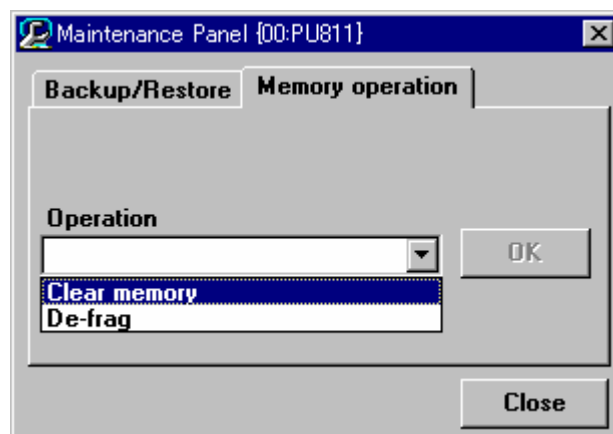 Maintenance Panel {00:PU811}
Backup/Restore Memory operation
Operation
OK
Clear memory
De-frag
Close